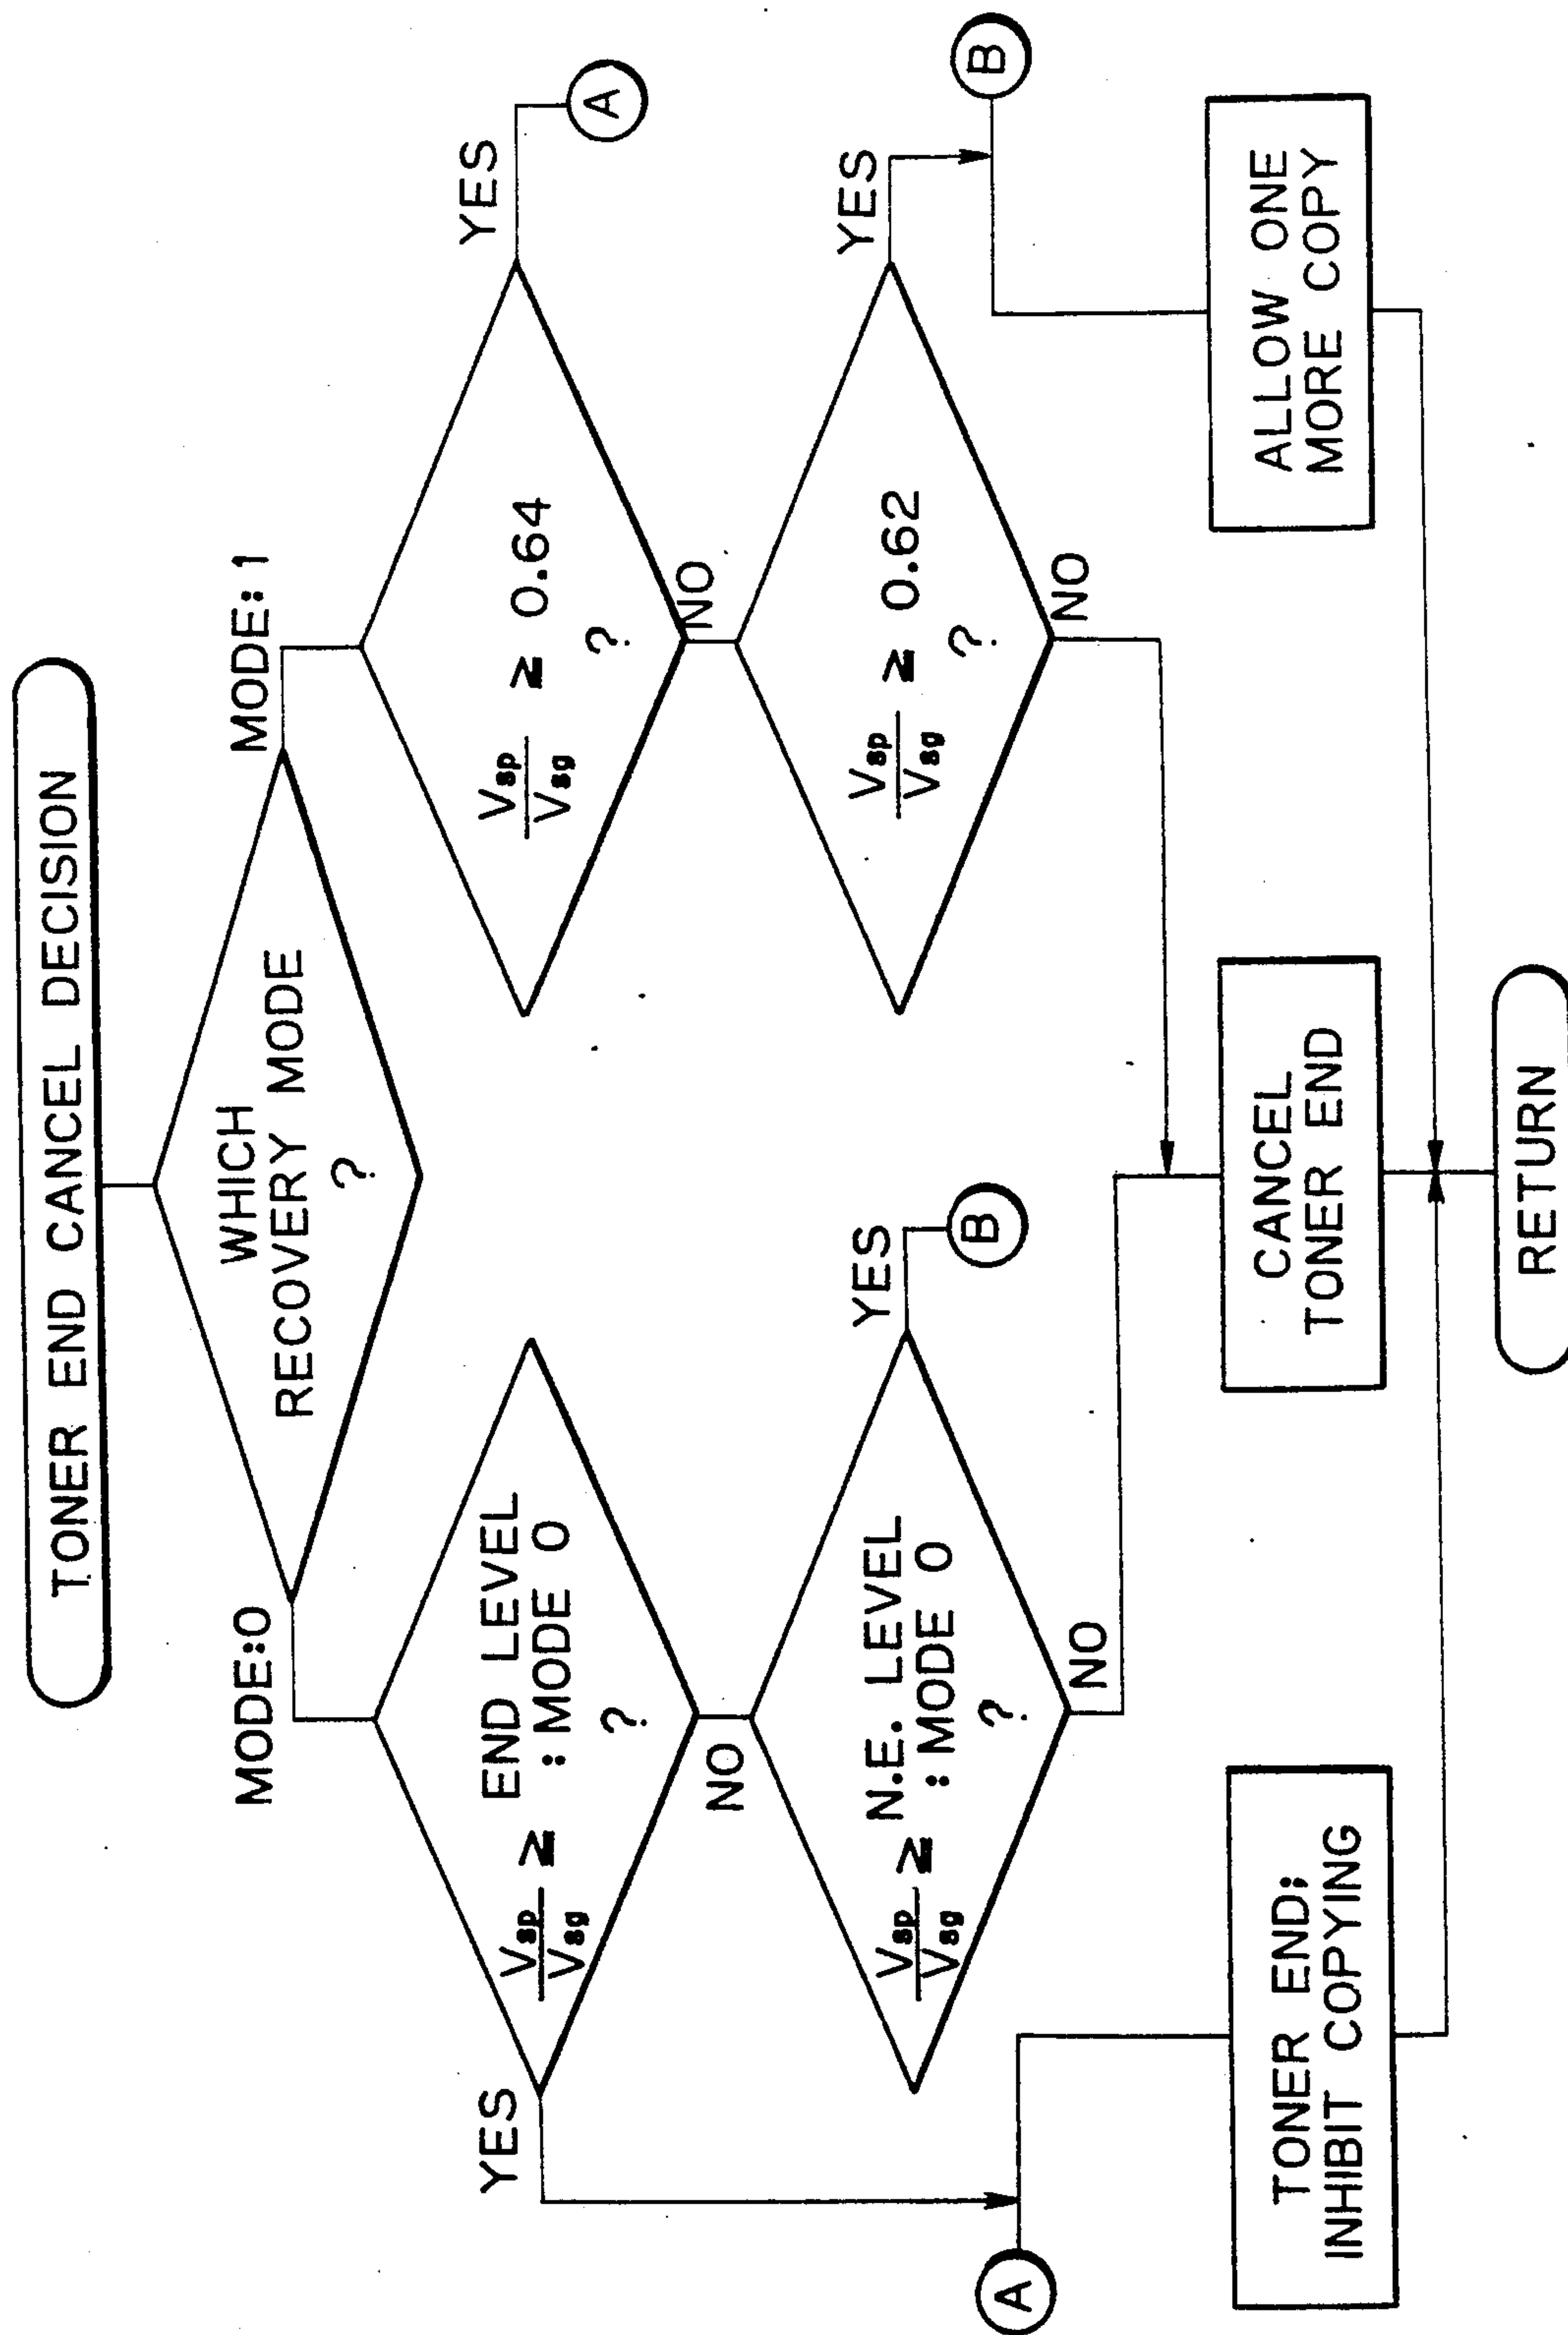 TONER END CANCEL DECISION
WHICH
RECOVERY MODE
?
MODE:0
MODE:1
Vsp
Vsg
≥ END LEVEL
: MODE 0
?
YES
NO
Vsp
Vsg
≥ 0.64
?
YES
NO
A
Vsp
Vsg
≥ N.E. LEVEL
: MODE 0
?
YES
NO
B
Vsp
Vsg
≥ 0.62
?
YES
NO
B
A
TONER END;
INHIBIT COPYING
CANCEL
TONER END
ALLOW ONE
MORE COPY
RETURN